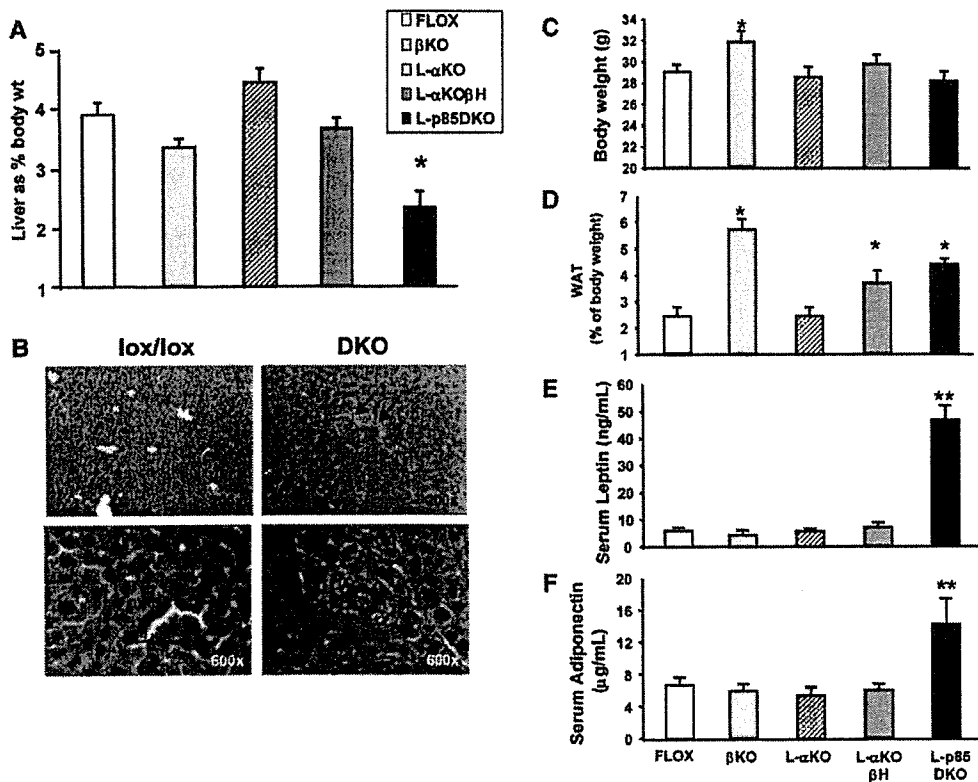 A
Liver as % body wt
5
4
3
2
1
FLOX
βKO
L-αKO
L-αKOβH
L-p85DKO
*
B
lox/lox
DKO
600x
600x
C
Body weight (g)
36
34
32
30
28
26
24
22
20
*
D
WAT
(% of body weight)
7
6
5
4
3
2
1
*
*
*
E
Serum Leptin (ng/mL)
60
50
40
30
20
10
0
**
F
Serum Adiponectin
(μg/mL)
20
16
12
8
4
0
**
FLOX
βKO
L-αKO
L-αKO
βH
L-p85
DKO